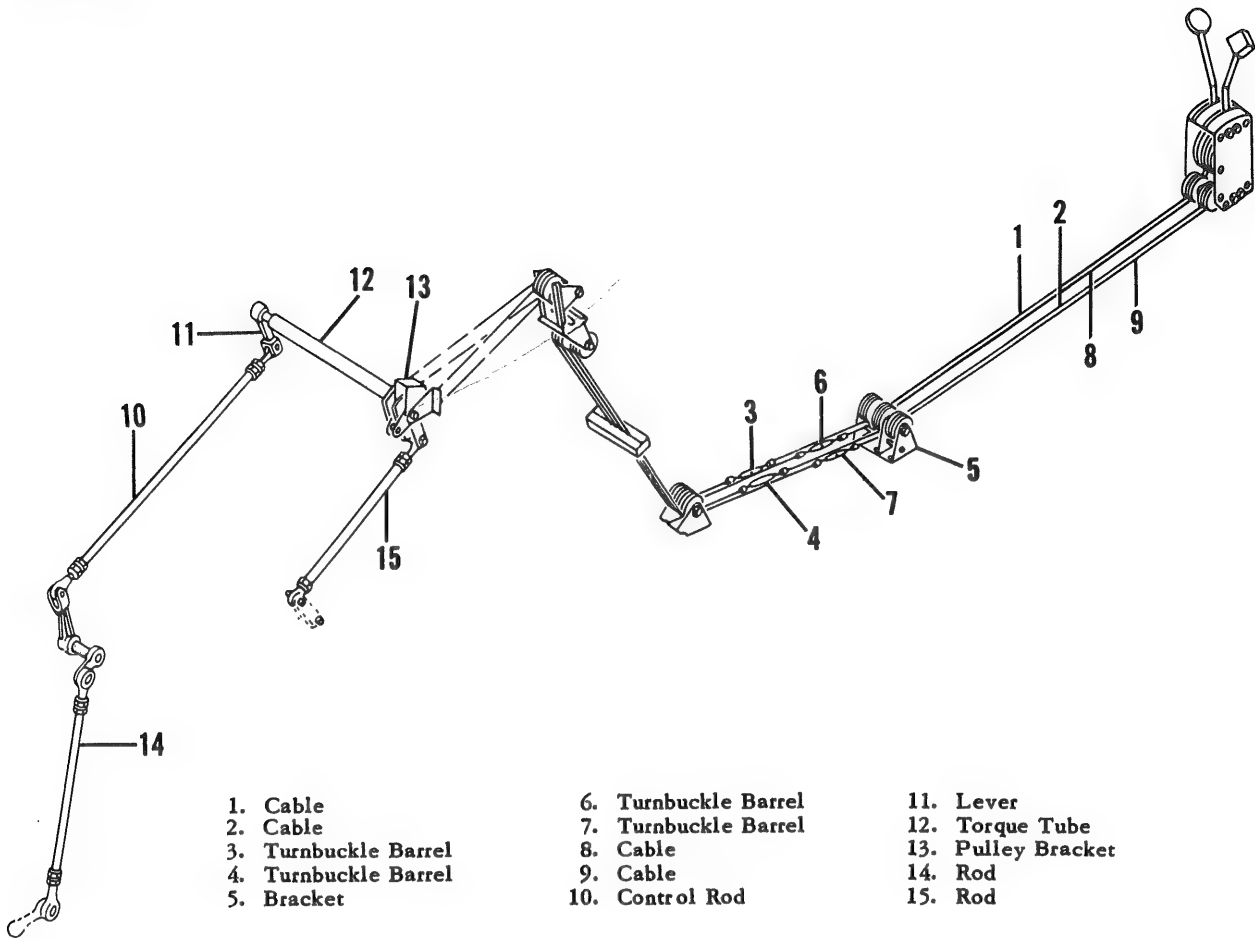 1
2
12
13
11
9
8
6
3
10
5
7
4
15
14
1. Cable
2. Cable
3. Turnbuckle Barrel
4. Turnbuckle Barrel
5. Bracket
6. Turnbuckle Barrel
7. Turnbuckle Barrel
8. Cable
9. Cable
10. Control Rod
11. Lever
12. Torque Tube
13. Pulley Bracket
14. Rod
15. Rod